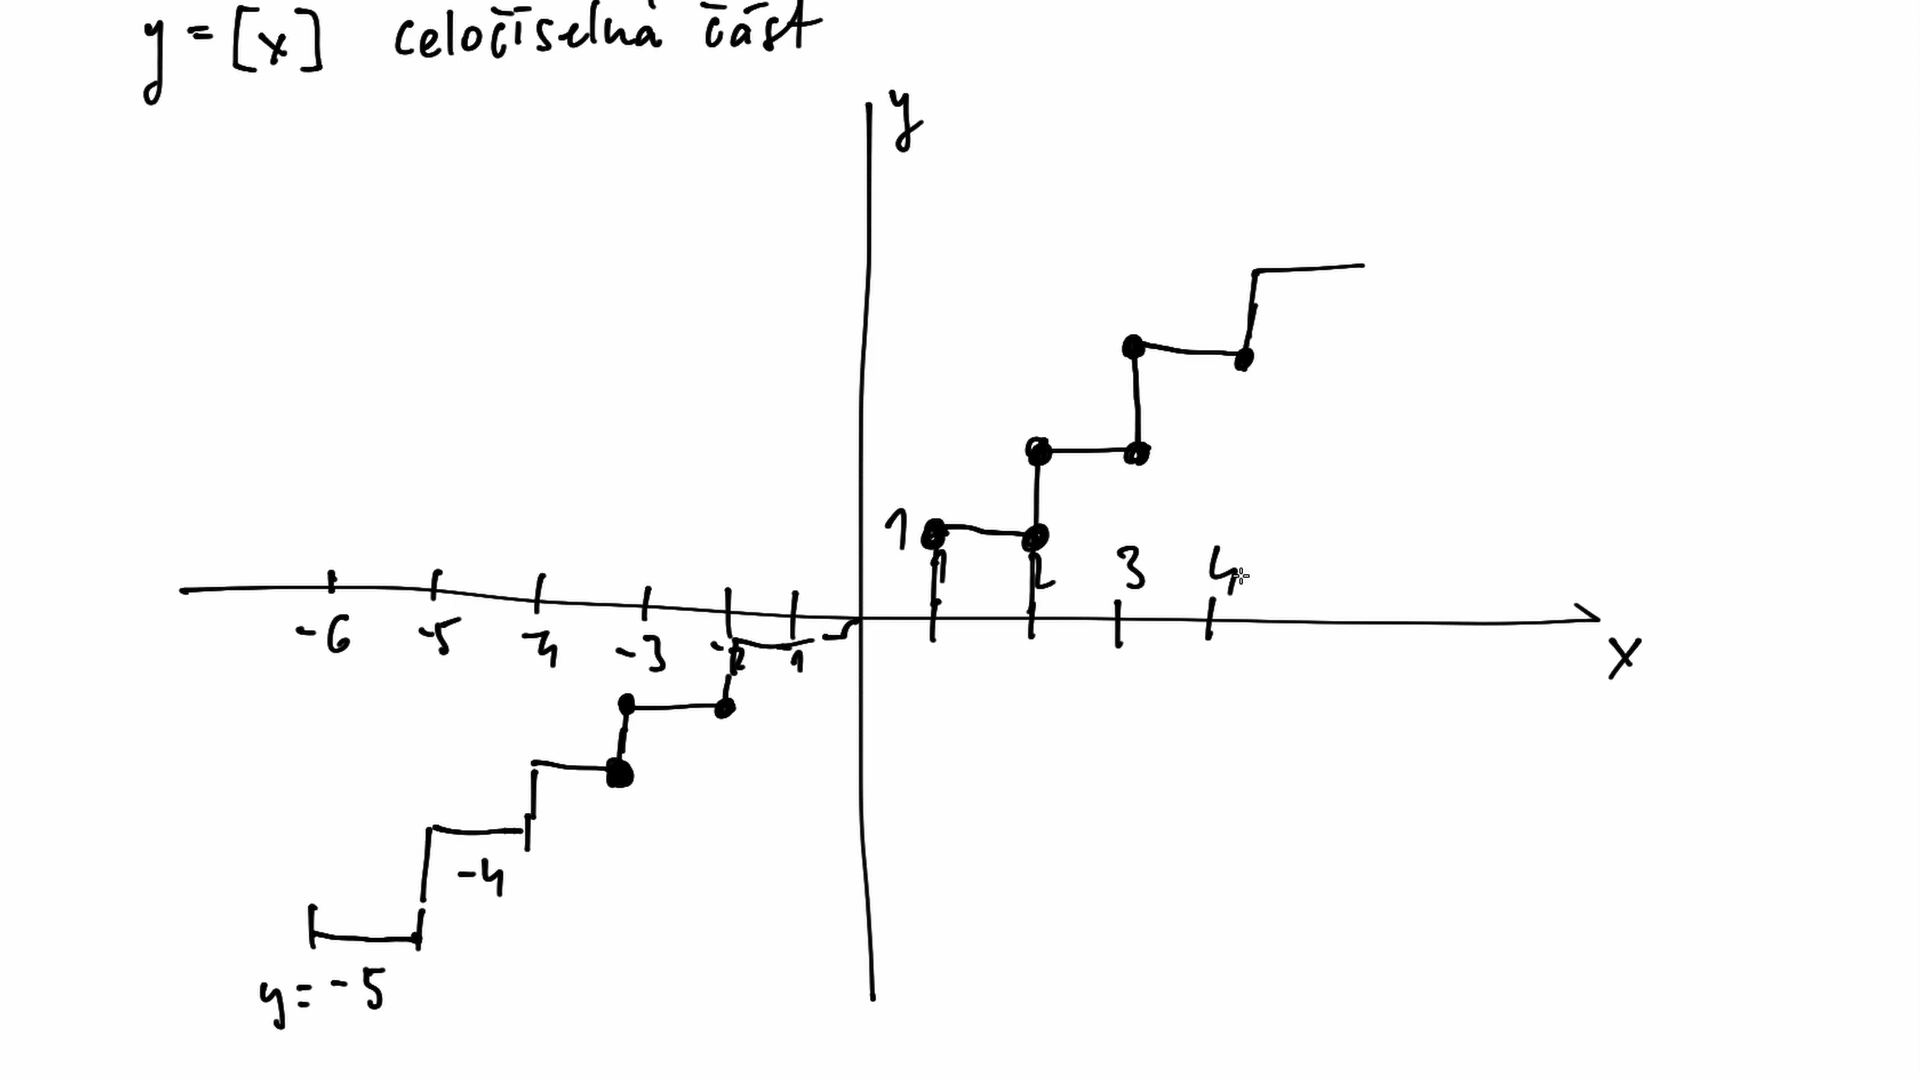 y = [x] celočíselná část
y
1 1 2 3 4
-6 -5 -4 -3 -2 -1
x
-4
y = -5